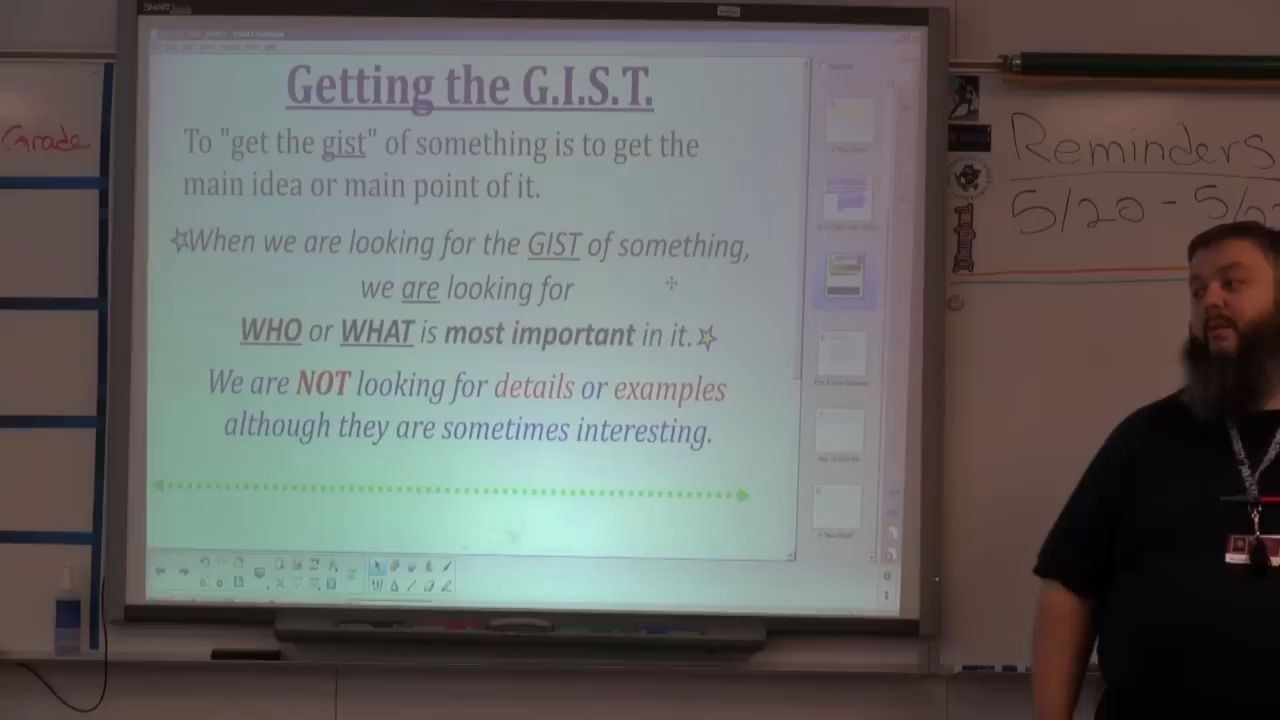 SMART
Getting the G.I.S.T.
To "get the gist" of something is to get the
main idea or main point of it.
When we are looking for the GIST of something,
we are looking for
WHO or WHAT is most important in it.
We are NOT looking for details or examples
although they are sometimes interesting.
Grade
Reminders
5/20 - 5/